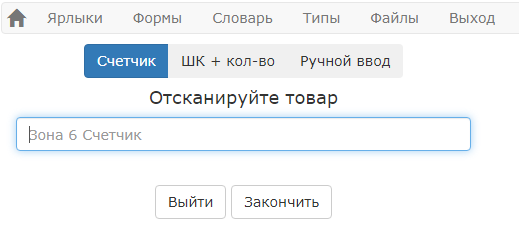 Ярлыки Формы Словарь Типы Файлы Выход
Счетчик ШК + кол-во Ручной ввод
Отсканируйте товар
Зона 6 Счетчик
Выйти Закончить